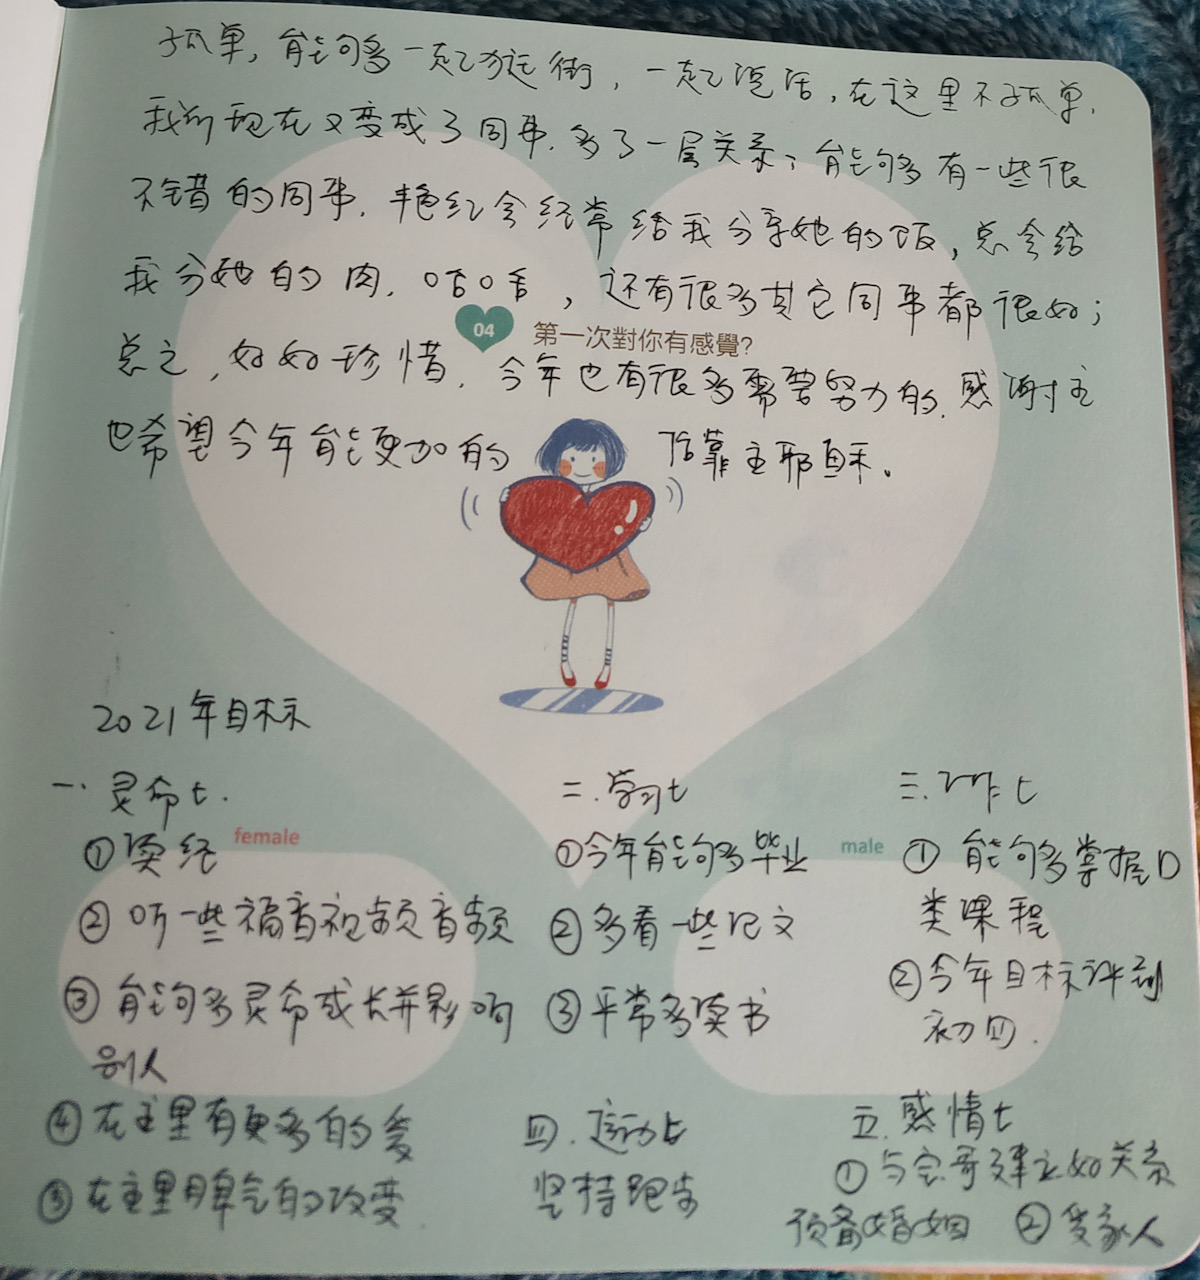 孤单，能够多一起逛街，一起说话，在这里不孤单，
我们现在又变成了同事，多了一层关系，能够多有一些很
不错的同事，艳红会经常给我分享她的饭，总会给
我分她的肉，哈哈，还有很多其它同事都很好；
04 第一次對你有感覺?
总之，好好珍惜，今年也有很多需要努力的，感谢主
也希望今年能更加的 依靠主耶稣。
2021年目标
一、灵命上.
①读经
female
②听一些福音视频音频
③能够多灵命成长并影响
别人
④在主里有更多的爱
⑤在主里脾气的改变
二.学习上
①今年能够多毕业
②多看一些论文
③平常多读书
三.工作上
male
①能够多掌握D
类课程
②今年目标评到
初四.
四.运动上
坚持跑步
五.感情上
①与宝哥建立好关系
预备婚姻 ②爱家人